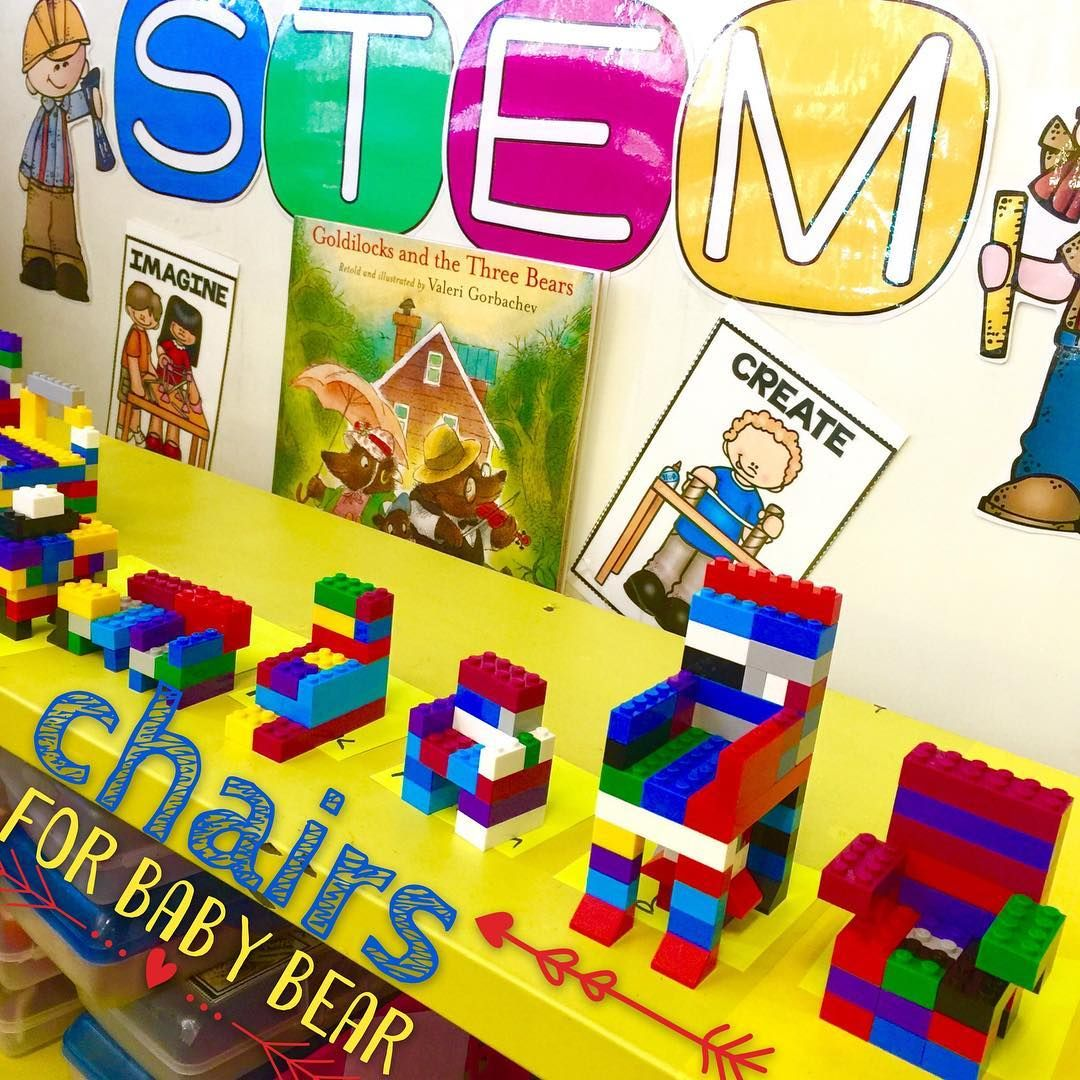 STEM
IMAGINE
Goldilocks and the Three Bears
Retold and illustrated by Valeri Gorbachev
CREATE
chairs
FOR BABY BEAR